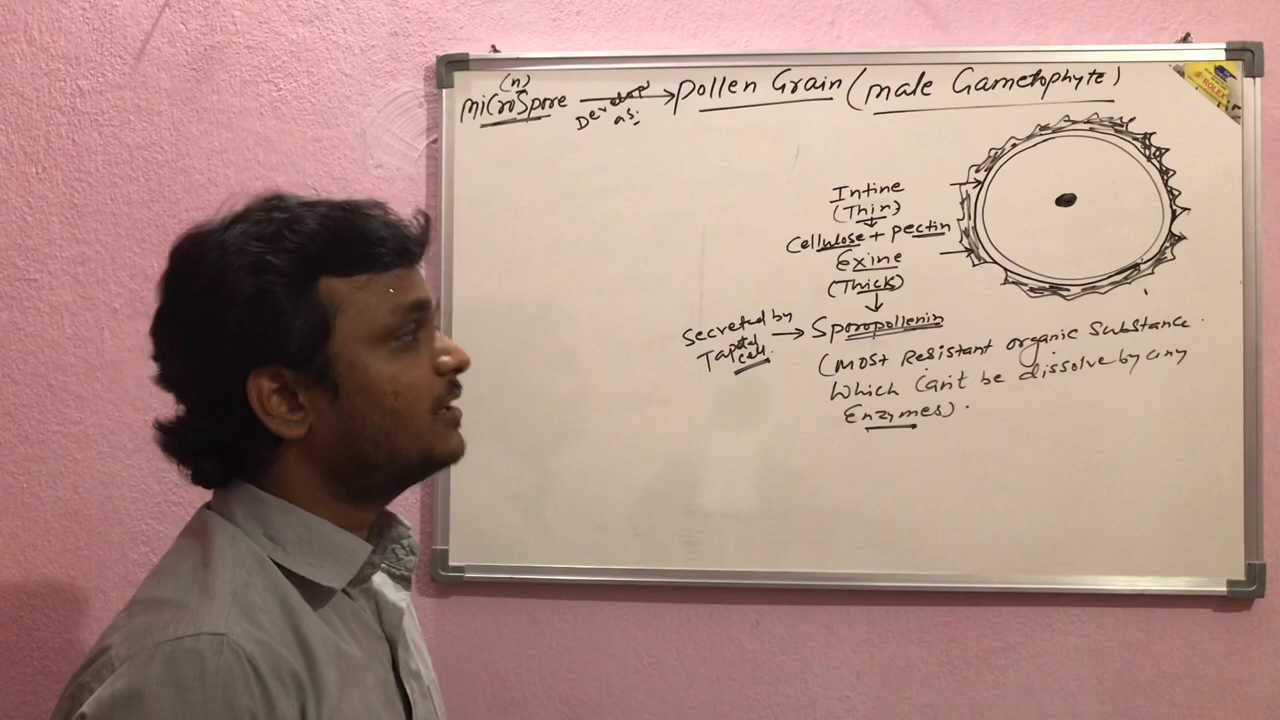 (n)
microspore → Pollen Grain (male Gametophyte)
Develop
as:
Intine
(Thin)
Cellulose + pectin
Exine
(Thick)
Secreted by → Sporopollenin
Tapetal
cell.
(most Resistant organic substance.
which can't be dissolve by any
Enzymes).
ROLEX